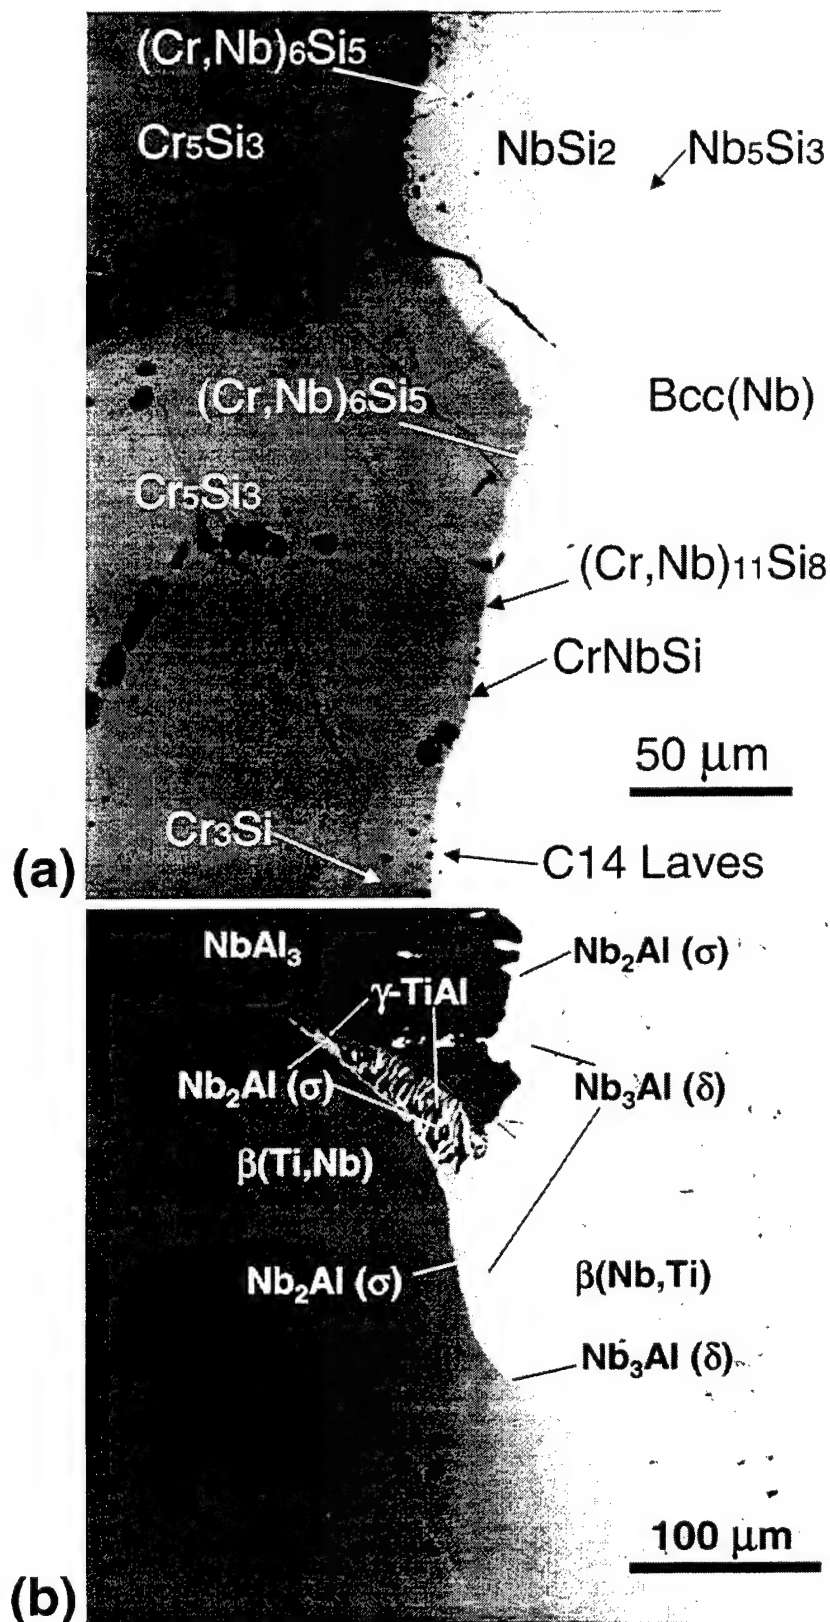 (Cr,Nb)6Si5
Cr5Si3
NbSi2
Nb5Si3
(Cr,Nb)6Si5
Bcc(Nb)
Cr5Si3
(Cr,Nb)11Si8
CrNbSi
50 μm
Cr3Si
(a)
C14 Laves
NbAl3
Nb2Al (σ)
γ-TiAl
Nb2Al (σ)
Nb3Al (δ)
β(Ti,Nb)
Nb2Al (σ)
β(Nb,Ti)
Nb3Al (δ)
100 μm
(b)